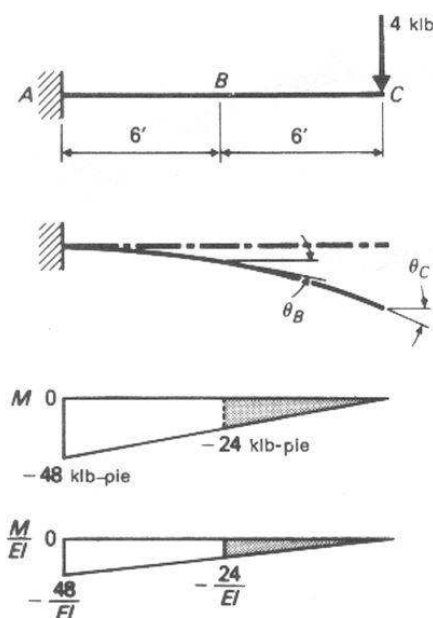 4 klb
A B C
6' 6'
θC
θB
M 0
-24 klb-pie
-48 klb-pie
M/EI 0
-48/EI -24/EI